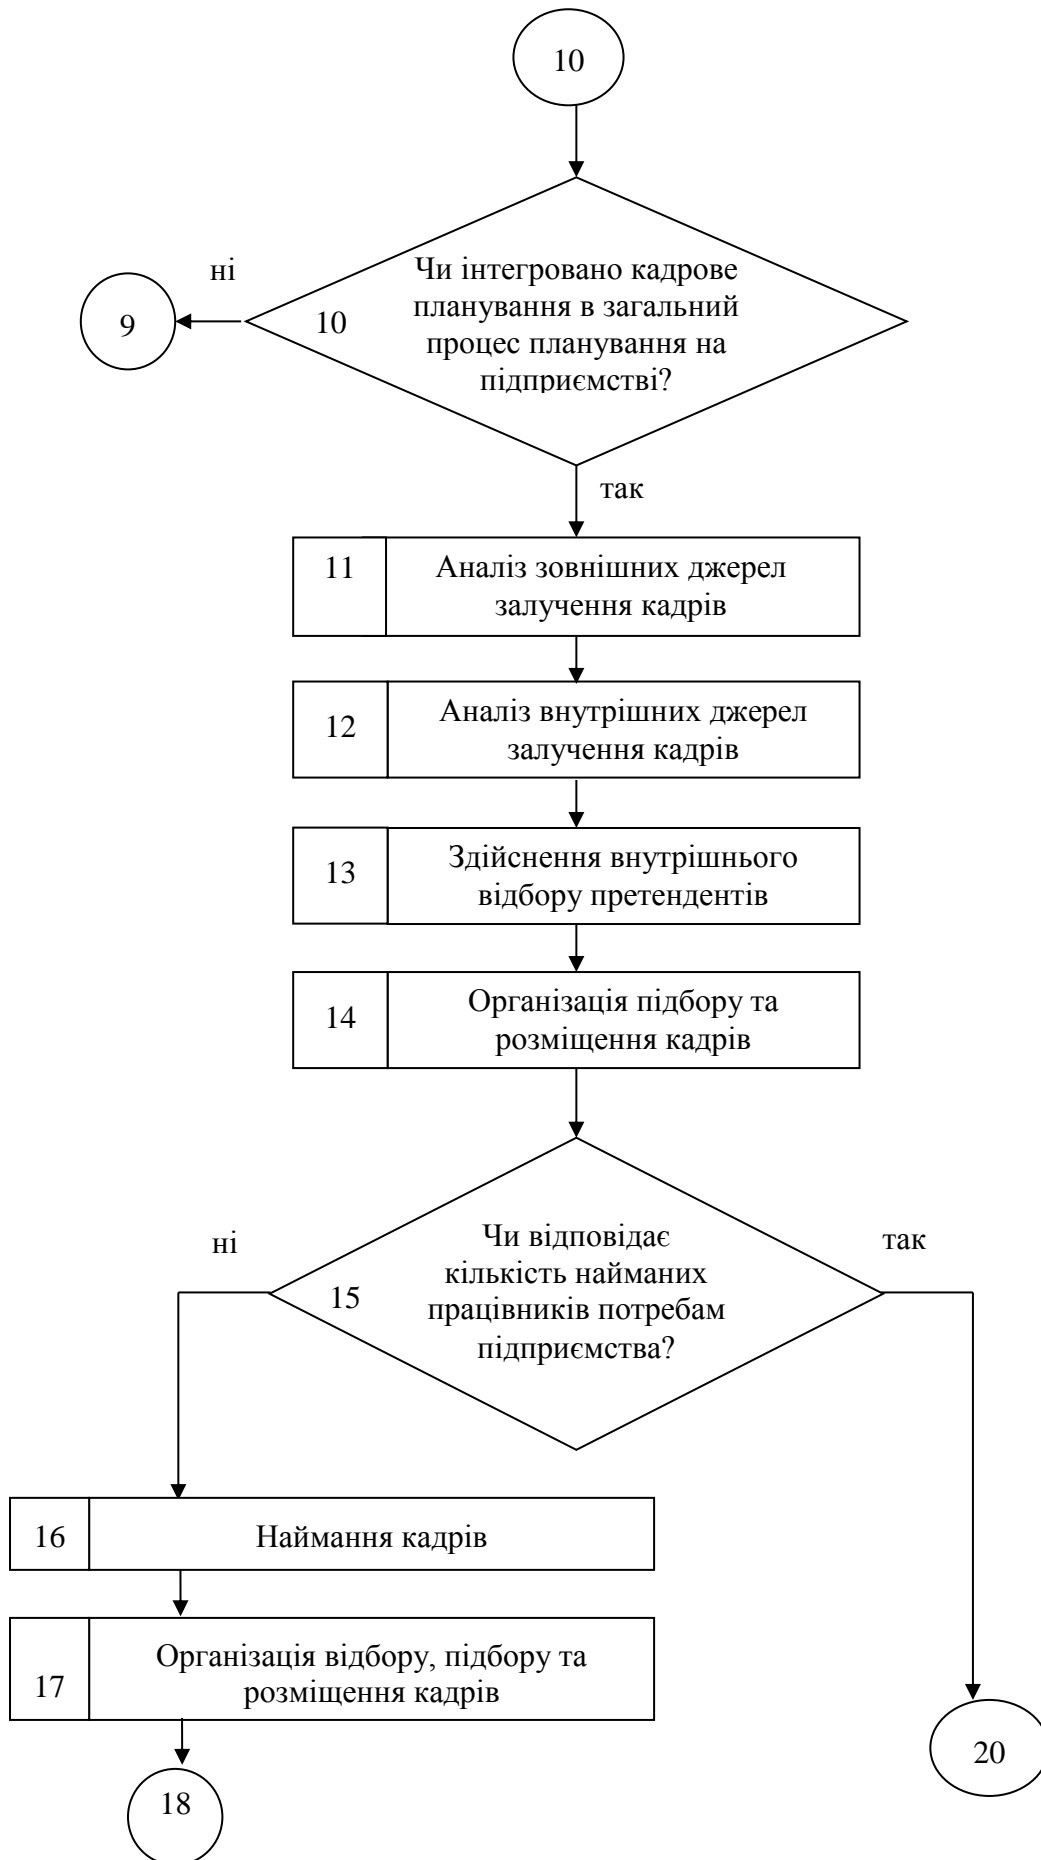 10
ні
9
10
Чи інтегровано кадрове
планування в загальний
процес планування на
підприємстві?
так
11
Аналіз зовнішних джерел
залучення кадрів
12
Аналіз внутрішних джерел
залучення кадрів
13
Здійснення внутрішнього
відбору претендентів
14
Організація підбору та
розміщення кадрів
ні
15
Чи відповідає
кількість найманих
працівників потребам
підприємства?
так
16
Наймання кадрів
17
Організація відбору, підбору та
розміщення кадрів
18
20